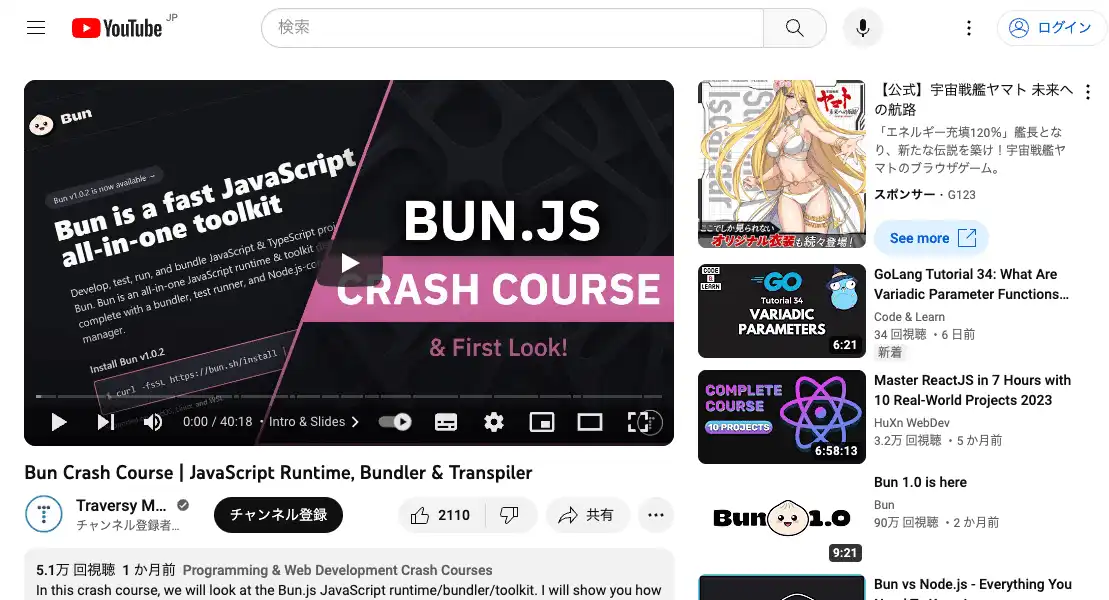 YouTube JP
検索
ログイン
Bun
Bun v1.0.2 is now available →
Bun is a fast JavaScript
all-in-one toolkit
Develop, test, run, and bundle JavaScript & TypeScript
Bun. Bun is an all-in-one JavaScript runtime & toolkit
complete with a bundler, test runner, and Node.js-co
manager.
Install Bun v1.0.2
$ curl -fsSL https://bun.sh/install |
BUN.JS
CRASH COURSE
& First Look!
0:00 / 40:18 • Intro & Slides
Bun Crash Course | JavaScript Runtime, Bundler & Transpiler
Traversy M...
チャンネル登録者...
チャンネル登録
2110
共有
5.1万 回視聴 1 か月前 Programming & Web Development Crash Courses
In this crash course, we will look at the Bun.js JavaScript runtime/bundler/toolkit. I will show you how
ヤマト
ここでしか見られない
オリジナル衣装も続々登場！
【公式】宇宙戦艦ヤマト 未来へ
の航路
「エネルギー充填120％」艦長とな
り、新たな伝説を築け！宇宙戦艦ヤ
マトのブラウザゲーム。
スポンサー · G123
See more
CODE
&
LEARN
GO
Tutorial 34
VARIADIC
PARAMETERS
6:21
GoLang Tutorial 34: What Are
Variadic Parameter Functions...
Code & Learn
34 回視聴 • 6 日前
新着
COMPLETE
COURSE
10 PROJECTS
6:58:13
Master ReactJS in 7 Hours with
10 Real-World Projects 2023
HuXn WebDev
3.2万 回視聴 • 5 か月前
Bun 1.0
9:21
Bun 1.0 is here
Bun
90万 回視聴 • 2 か月前
Bun vs Node.js - Everything You